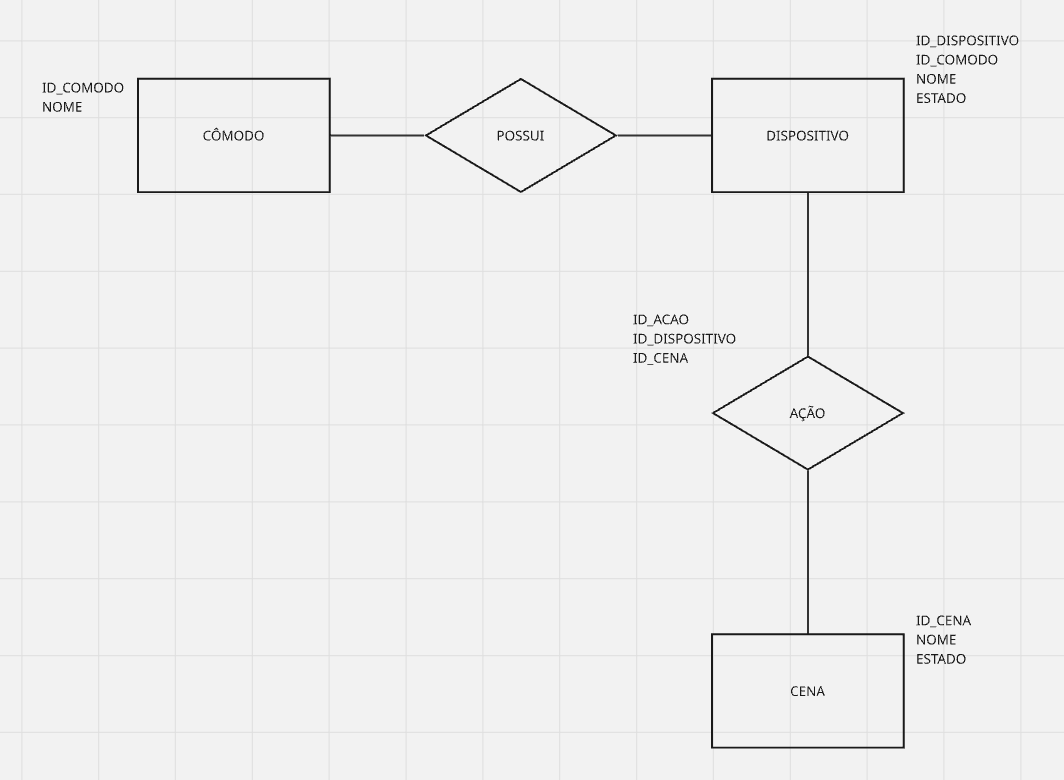 ID_COMODO
NOME
CÔMODO
POSSUI
DISPOSITIVO
ID_DISPOSITIVO
ID_COMODO
NOME
ESTADO
ID_ACAO
ID_DISPOSITIVO
ID_CENA
AÇÃO
ID_CENA
NOME
ESTADO
CENA